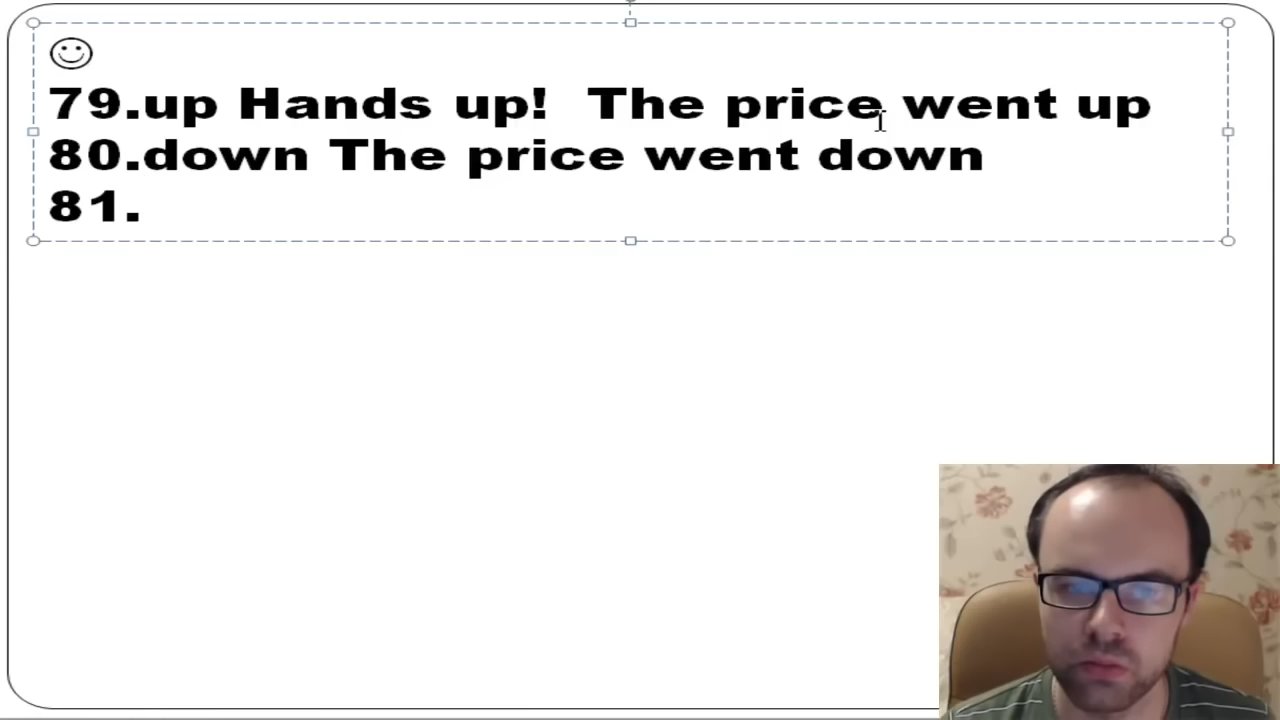 79.up Hands up!  The price went up
80.down The price went down
81.